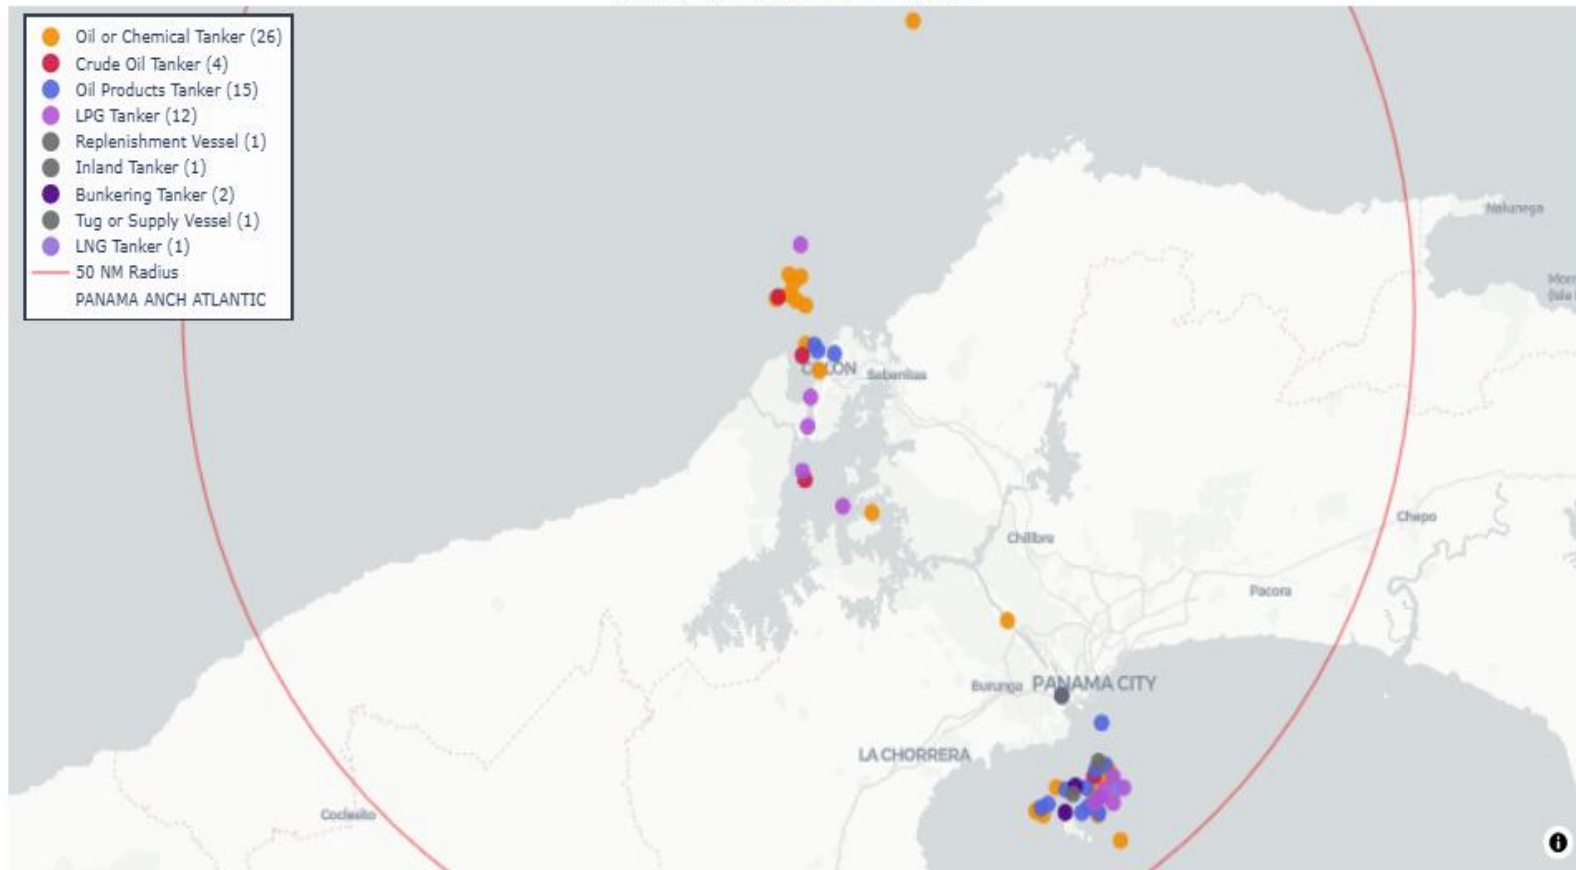 Oil or Chemical Tanker (26)
Crude Oil Tanker (4)
Oil Products Tanker (15)
LPG Tanker (12)
Replenishment Vessel (1)
Inland Tanker (1)
Bunkering Tanker (2)
Tug or Supply Vessel (1)
LNG Tanker (1)
50 NM Radius
PANAMA ANCH ATLANTIC
Nalunega
COLON
Sabanitas
Chepo
Chilibre
Pacora
Burunga
PANAMA CITY
LA CHORRERA
Coclesito